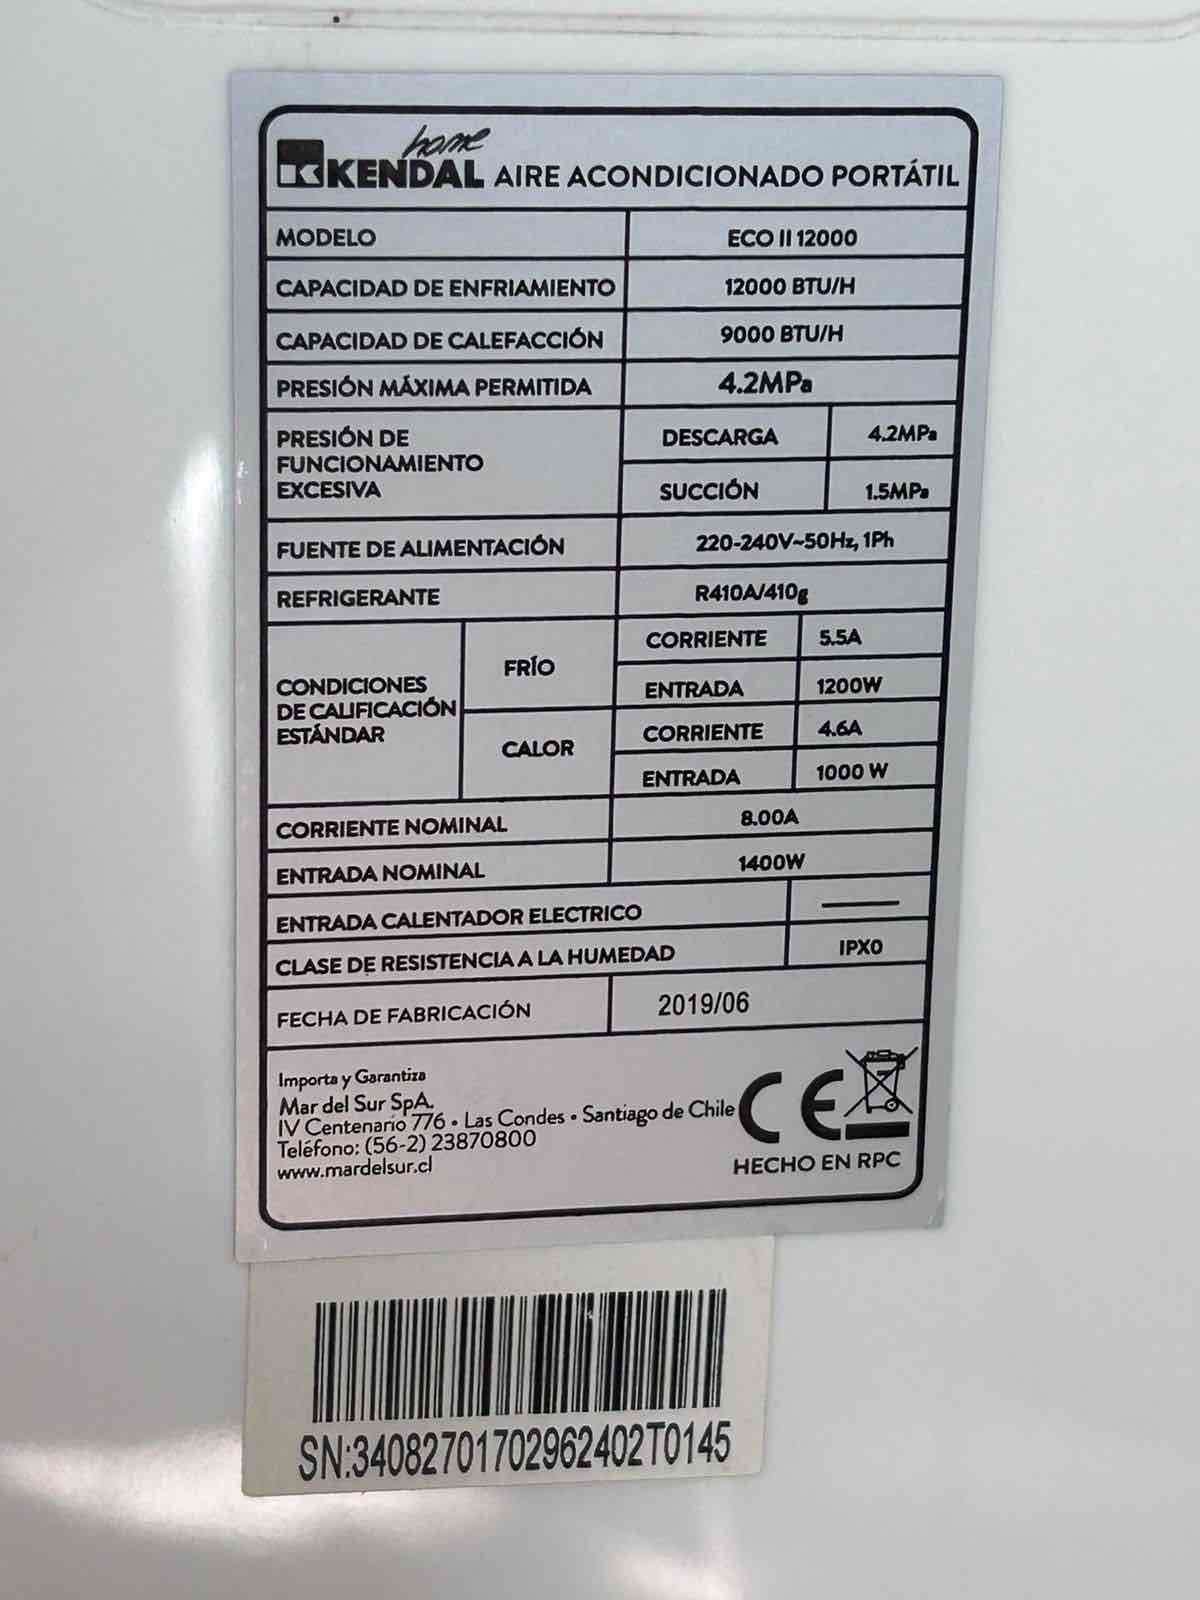 home
KENDAL AIRE ACONDICIONADO PORTÁTIL
MODELO ECO II 12000
CAPACIDAD DE ENFRIAMIENTO 12000 BTU/H
CAPACIDAD DE CALEFACCIÓN 9000 BTU/H
PRESIÓN MÁXIMA PERMITIDA 4.2MPa
PRESIÓN DE
FUNCIONAMIENTO
EXCESIVA
DESCARGA 4.2MPa
SUCCIÓN 1.5MPa
FUENTE DE ALIMENTACIÓN 220-240V~50Hz, 1Ph
REFRIGERANTE R410A/410g
CONDICIONES
DE CALIFICACIÓN
ESTÁNDAR
FRÍO
CORRIENTE 5.5A
ENTRADA 1200W
CALOR
CORRIENTE 4.6A
ENTRADA 1000 W
CORRIENTE NOMINAL 8.00A
ENTRADA NOMINAL 1400W
ENTRADA CALENTADOR ELECTRICO
CLASE DE RESISTENCIA A LA HUMEDAD IPX0
FECHA DE FABRICACIÓN 2019/06
Importa y Garantiza
Mar del Sur SpA.
IV Centenario 776 • Las Condes • Santiago de Chile
Teléfono: (56-2) 23870800
www.mardelsur.cl
CE
HECHO EN RPC
SN:34082701702962402T0145